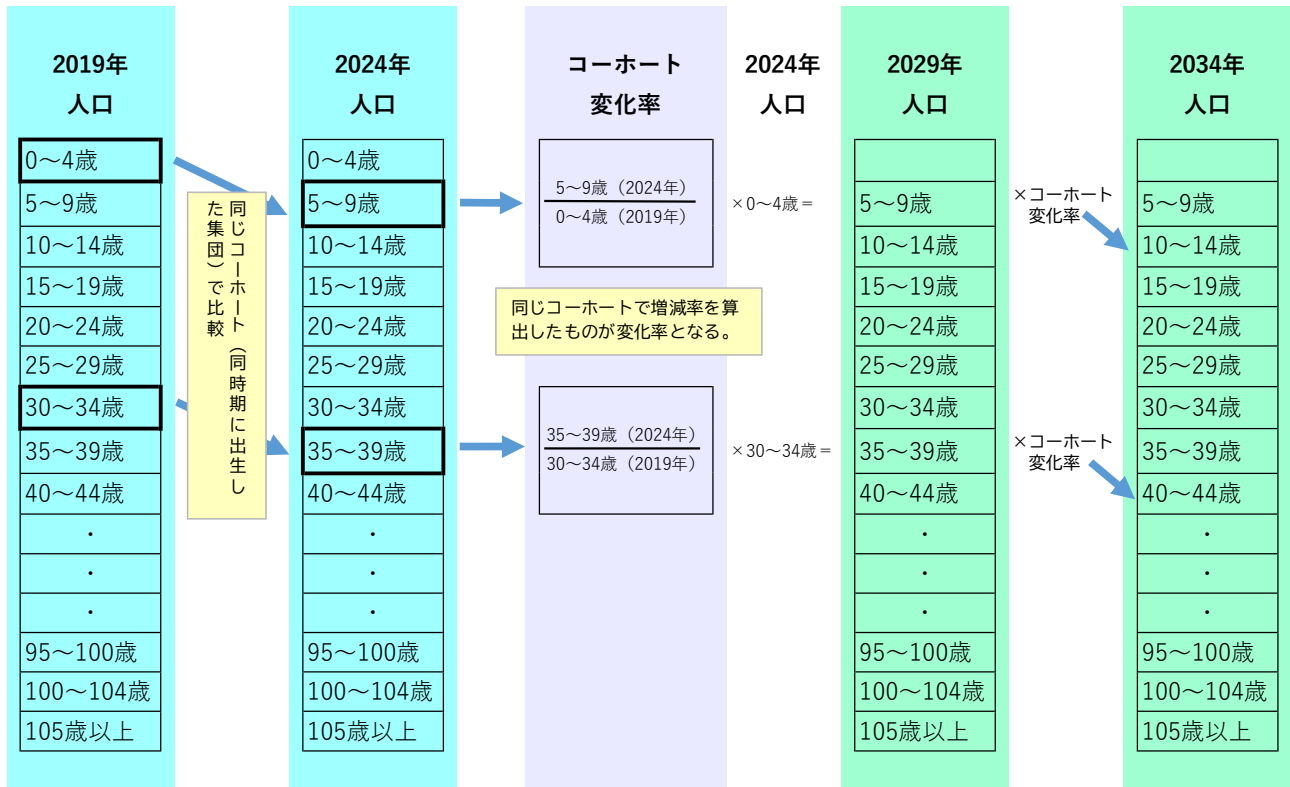 2019年
人口
0～4歳
5～9歳
10～14歳
15～19歳
20～24歳
25～29歳
30～34歳
35～39歳
40～44歳
・
・
・
95～100歳
100～104歳
105歳以上
同じコーホート（同時期に出生し
た集団）で比較
2024年
人口
0～4歳
5～9歳
10～14歳
15～19歳
20～24歳
25～29歳
30～34歳
35～39歳
40～44歳
・
・
・
95～100歳
100～104歳
105歳以上
コーホート
変化率
5～9歳（2024年）
0～4歳（2019年）
同じコーホートで増減率を算
出したものが変化率となる。
35～39歳（2024年）
30～34歳（2019年）
2024年
人口
×0～4歳＝
×30～34歳＝
2029年
人口
5～9歳
10～14歳
15～19歳
20～24歳
25～29歳
30～34歳
35～39歳
40～44歳
・
・
・
95～100歳
100～104歳
105歳以上
×コーホート
変化率
×コーホート
変化率
2034年
人口
5～9歳
10～14歳
15～19歳
20～24歳
25～29歳
30～34歳
35～39歳
40～44歳
・
・
・
95～100歳
100～104歳
105歳以上